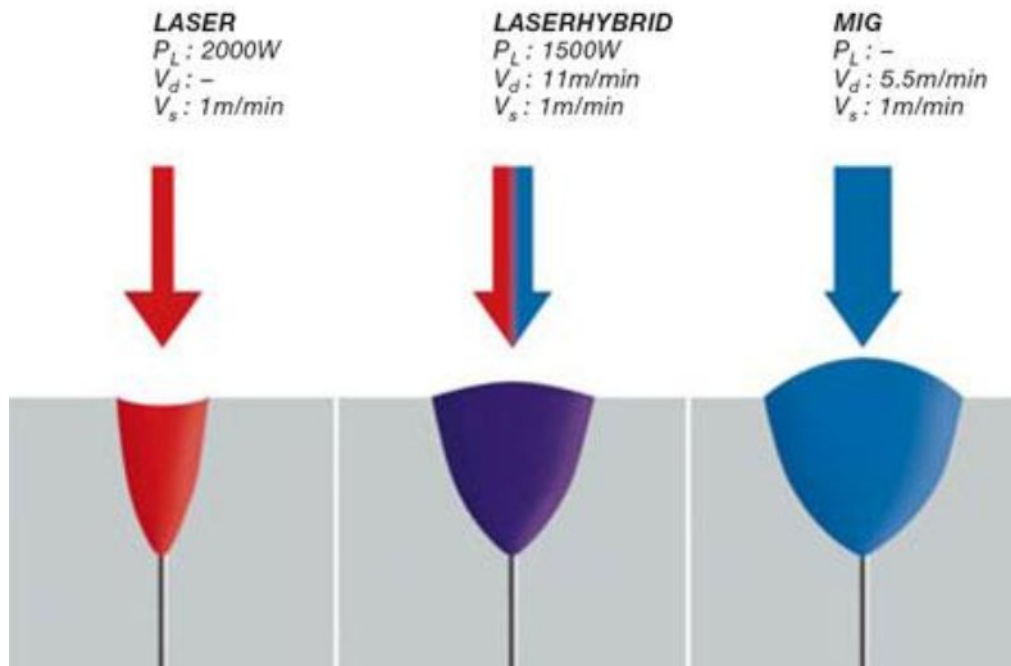 LASER
P_L : 2000W
V_d : –
V_s : 1m/min
LASERHYBRID
P_L : 1500W
V_d : 11m/min
V_s : 1m/min
MIG
P_L : –
V_d : 5.5m/min
V_s : 1m/min